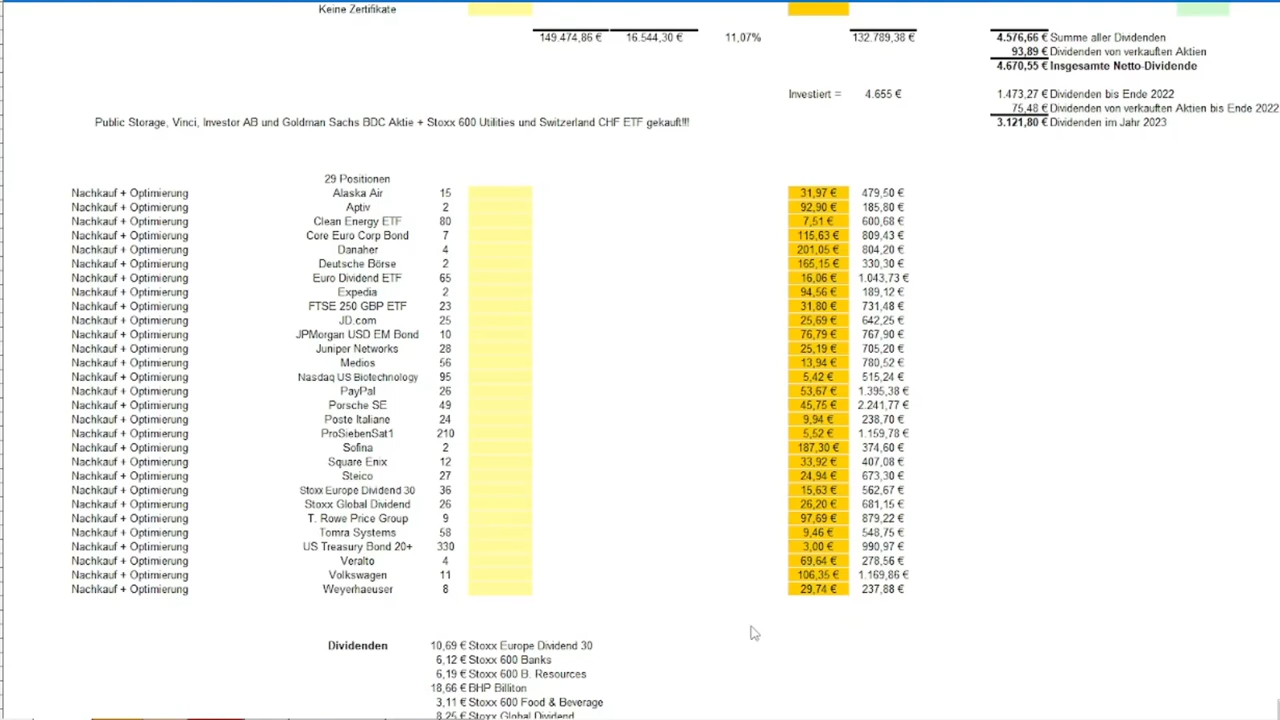 Keine Zertifikate
149.474,86 € 16.544,30 € 11,07% 132.789,38 € 4.576,66 € Summe aller Dividenden
93,89 € Dividenden von verkauften Aktien
4.670,55 € Insgesamte Netto-Dividende
Investiert = 4.655 € 1.473,27 € Dividenden bis Ende 2022
75,48 € Dividenden von verkauften Aktien bis Ende 2022
Public Storage, Vinci, Investor AB und Goldman Sachs BDC Aktie + Stoxx 600 Utilities und Switzerland CHF ETF gekauft!!! 3.121,80 € Dividenden im Jahr 2023
29 Positionen
Nachkauf + Optimierung Alaska Air 15 31,97 € 479,50 €
Nachkauf + Optimierung Aptiv 2 92,90 € 185,80 €
Nachkauf + Optimierung Clean Energy ETF 80 7,51 € 600,68 €
Nachkauf + Optimierung Core Euro Corp Bond 7 115,63 € 809,43 €
Nachkauf + Optimierung Danaher 4 201,05 € 804,20 €
Nachkauf + Optimierung Deutsche Börse 2 165,15 € 330,30 €
Nachkauf + Optimierung Euro Dividend ETF 65 16,06 € 1.043,73 €
Nachkauf + Optimierung Expedia 2 94,56 € 189,12 €
Nachkauf + Optimierung FTSE 250 GBP ETF 23 31,80 € 731,48 €
Nachkauf + Optimierung JD.com 25 25,69 € 642,25 €
Nachkauf + Optimierung JPMorgan USD EM Bond 10 76,79 € 767,90 €
Nachkauf + Optimierung Juniper Networks 28 25,19 € 705,20 €
Nachkauf + Optimierung Medios 56 13,94 € 780,52 €
Nachkauf + Optimierung Nasdaq US Biotechnology 95 5,42 € 515,24 €
Nachkauf + Optimierung PayPal 26 53,67 € 1.395,38 €
Nachkauf + Optimierung Porsche SE 49 45,75 € 2.241,77 €
Nachkauf + Optimierung Poste Italiane 24 9,94 € 238,70 €
Nachkauf + Optimierung ProSiebenSat1 210 5,52 € 1.159,78 €
Nachkauf + Optimierung Sofina 2 187,30 € 374,60 €
Nachkauf + Optimierung Square Enix 12 33,92 € 407,08 €
Nachkauf + Optimierung Steico 27 24,94 € 673,30 €
Nachkauf + Optimierung Stoxx Europe Dividend 30 36 15,63 € 562,67 €
Nachkauf + Optimierung Stoxx Global Dividend 26 26,20 € 681,15 €
Nachkauf + Optimierung T. Rowe Price Group 9 97,69 € 879,22 €
Nachkauf + Optimierung Tomra Systems 58 9,46 € 548,75 €
Nachkauf + Optimierung US Treasury Bond 20+ 330 3,00 € 990,97 €
Nachkauf + Optimierung Veralto 4 69,64 € 278,56 €
Nachkauf + Optimierung Volkswagen 11 106,35 € 1.169,86 €
Nachkauf + Optimierung Weyerhaeuser 8 29,74 € 237,88 €
Dividenden 10,69 € Stoxx Europe Dividend 30
6,12 € Stoxx 600 Banks
6,19 € Stoxx 600 B. Resources
18,66 € BHP Billiton
3,11 € Stoxx 600 Food & Beverage
8,25 € Stoxx Global Dividend